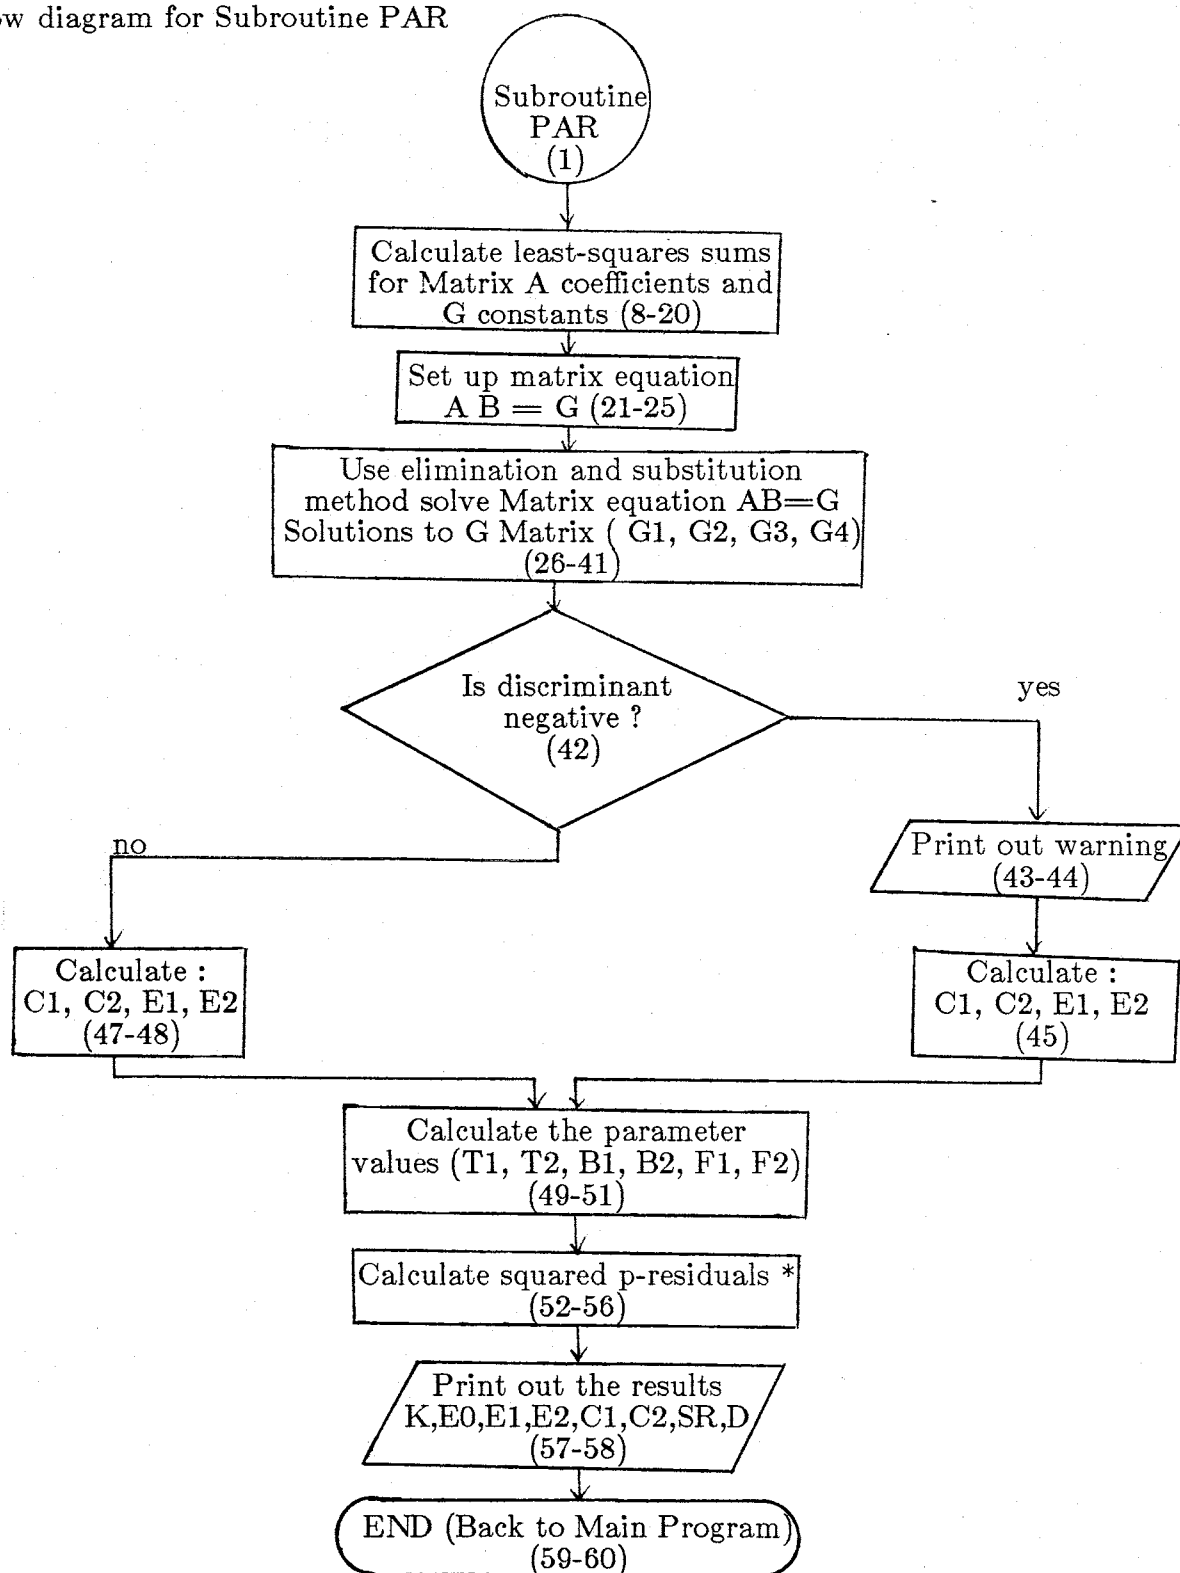 ow diagram for Subroutine PAR
Subroutine
PAR
(1)
Calculate least-squares sums
for Matrix A coefficients and
G constants (8-20)
Set up matrix equation
A B = G (21-25)
Use elimination and substitution
method solve Matrix equation AB=G
Solutions to G Matrix ( G1, G2, G3, G4)
(26-41)
Is discriminant
negative ?
(42)
yes
no
Print out warning
(43-44)
Calculate :
C1, C2, E1, E2
(47-48)
Calculate :
C1, C2, E1, E2
(45)
Calculate the parameter
values (T1, T2, B1, B2, F1, F2)
(49-51)
Calculate squared p-residuals *
(52-56)
Print out the results
K,E0,E1,E2,C1,C2,SR,D
(57-58)
END (Back to Main Program)
(59-60)